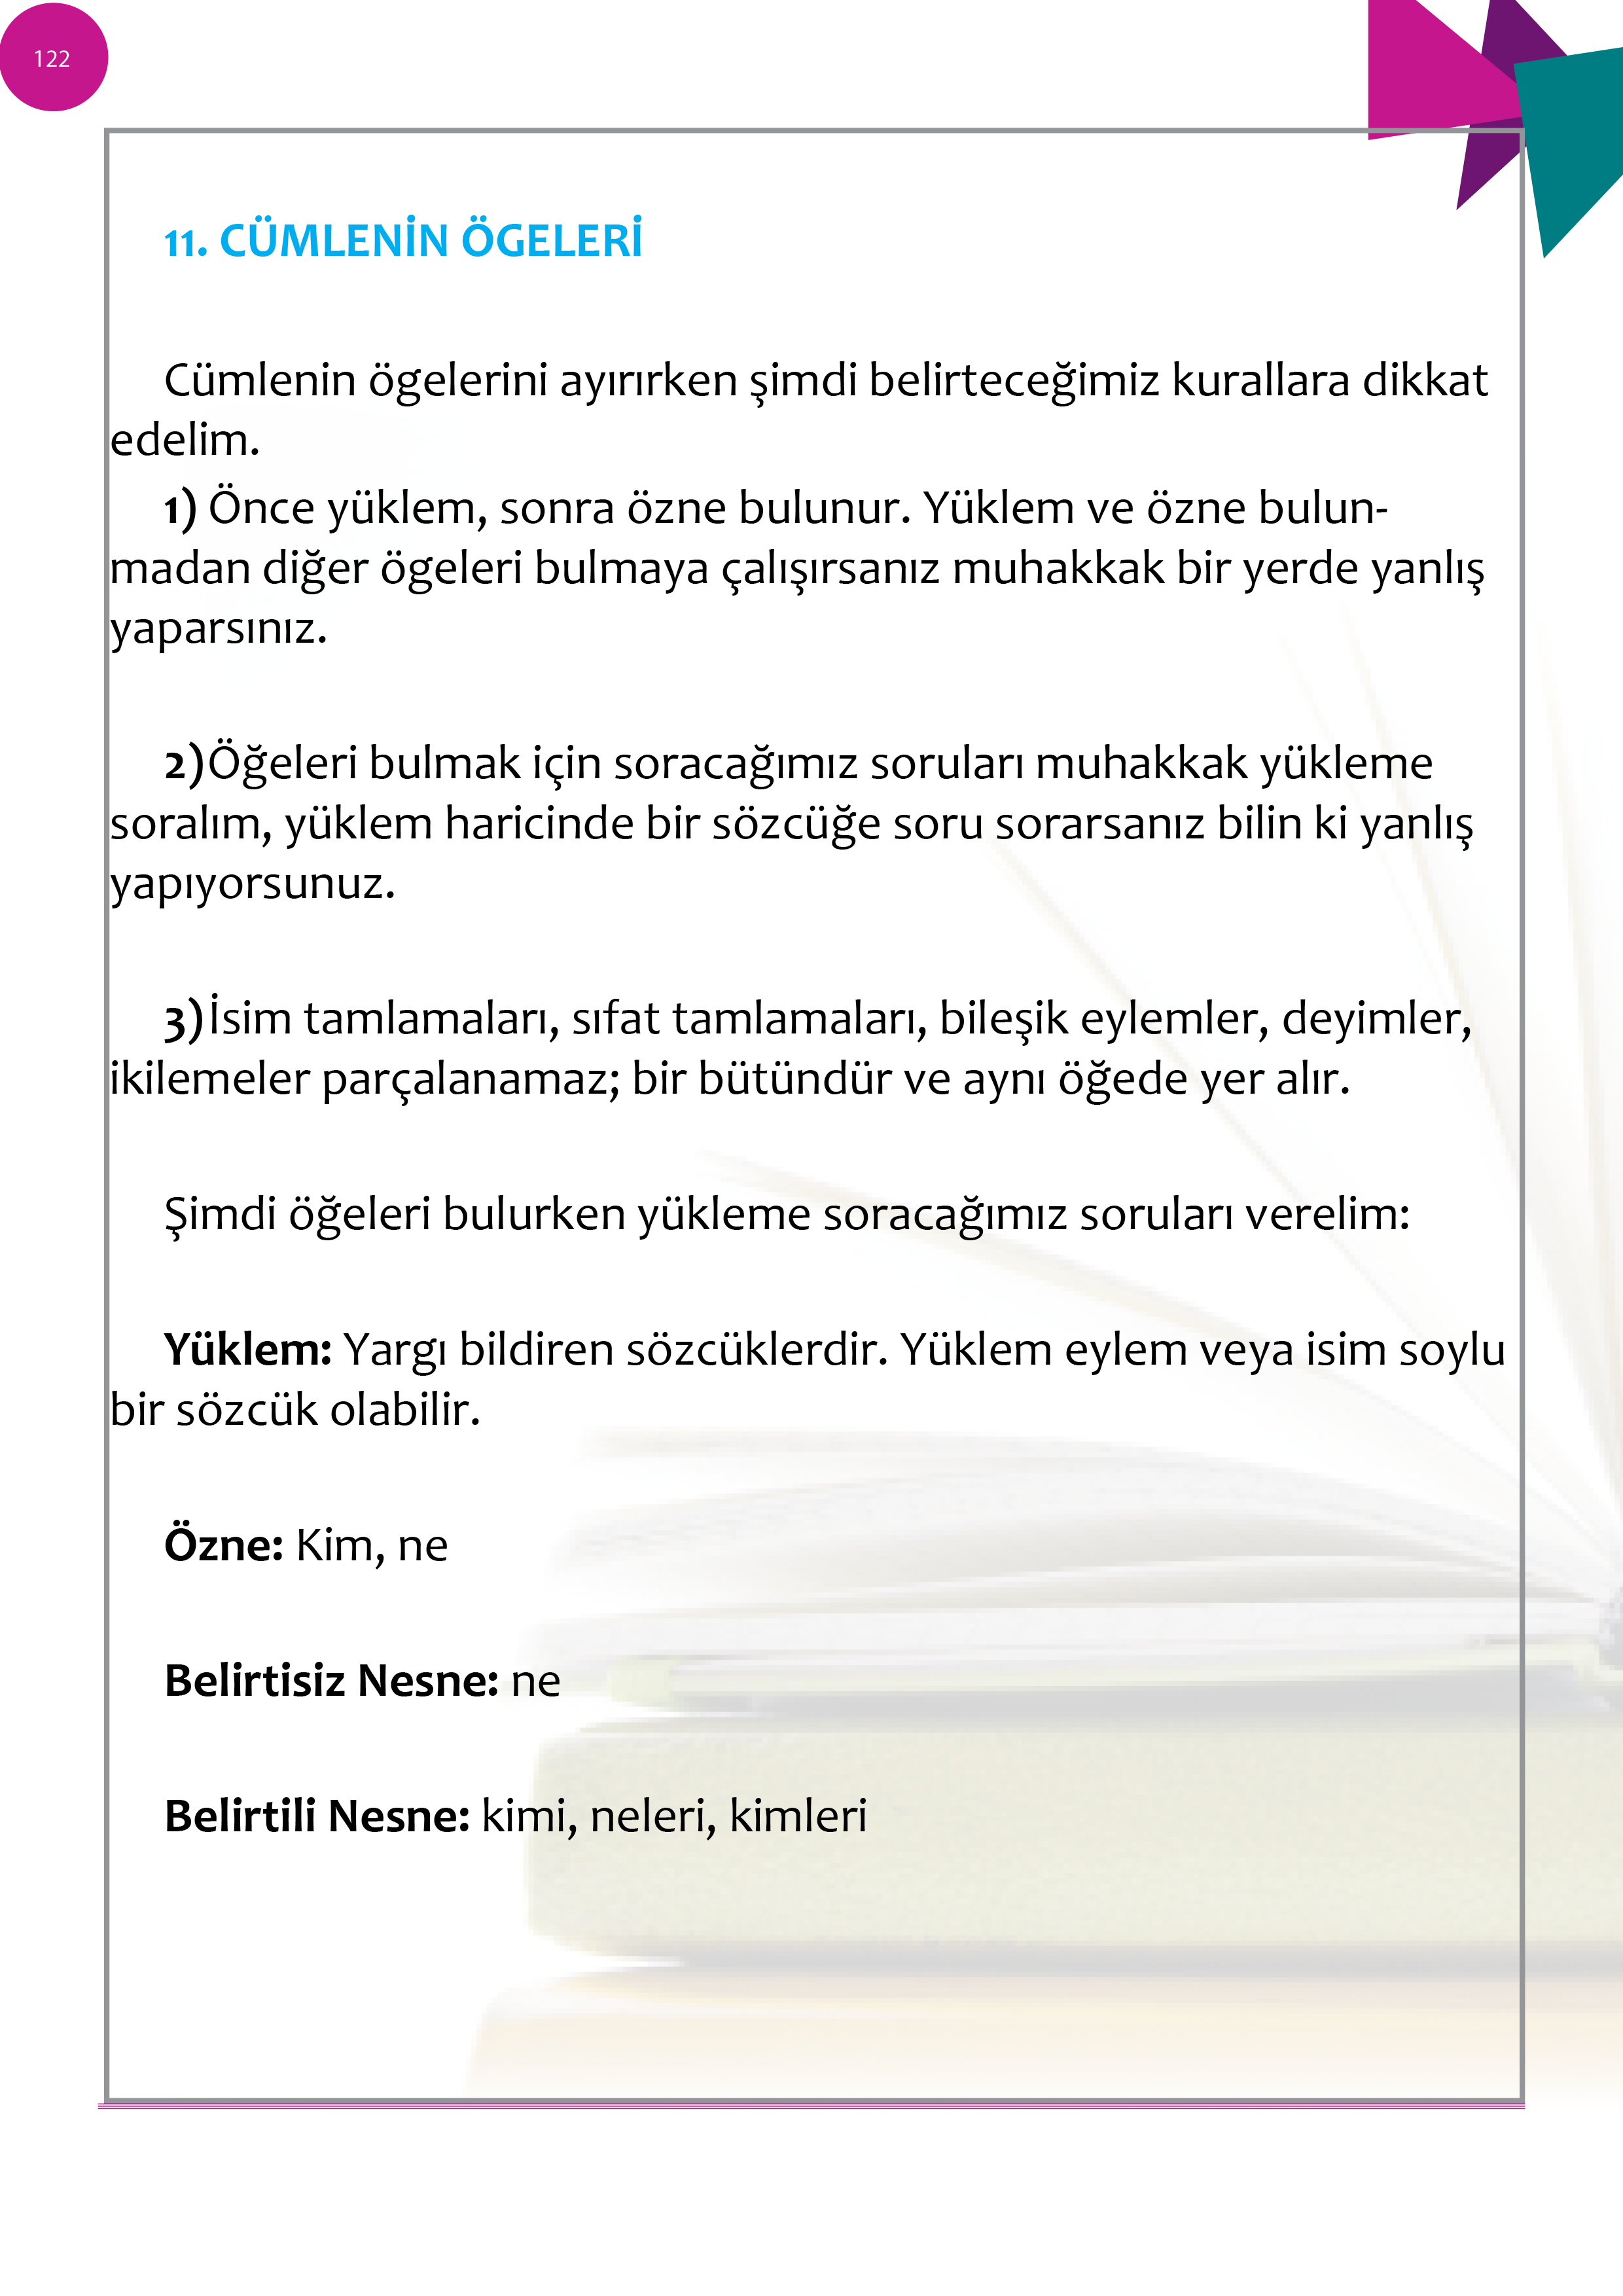 122
11. CÜMLENİN ÖGELERİ
Cümlenin ögelerini ayırırken şimdi belirteceğimiz kurallara dikkat
edelim.
1) Önce yüklem, sonra özne bulunur. Yüklem ve özne bulun-
madan diğer ögeleri bulmaya çalışırsanız muhakkak bir yerde yanlış
yaparsınız.
2)Öğeleri bulmak için soracağımız soruları muhakkak yükleme
soralım, yüklem haricinde bir sözcüğe soru sorarsanız bilin ki yanlış
yapıyorsunuz.
3)İsim tamlamaları, sıfat tamlamaları, bileşik eylemler, deyimler,
ikilemeler parçalanamaz; bir bütündür ve aynı öğede yer alır.
Şimdi öğeleri bulurken yükleme soracağımız soruları verelim:
Yüklem: Yargı bildiren sözcüklerdir. Yüklem eylem veya isim soylu
bir sözcük olabilir.
Özne: Kim, ne
Belirtisiz Nesne: ne
Belirtili Nesne: kimi, neleri, kimleri